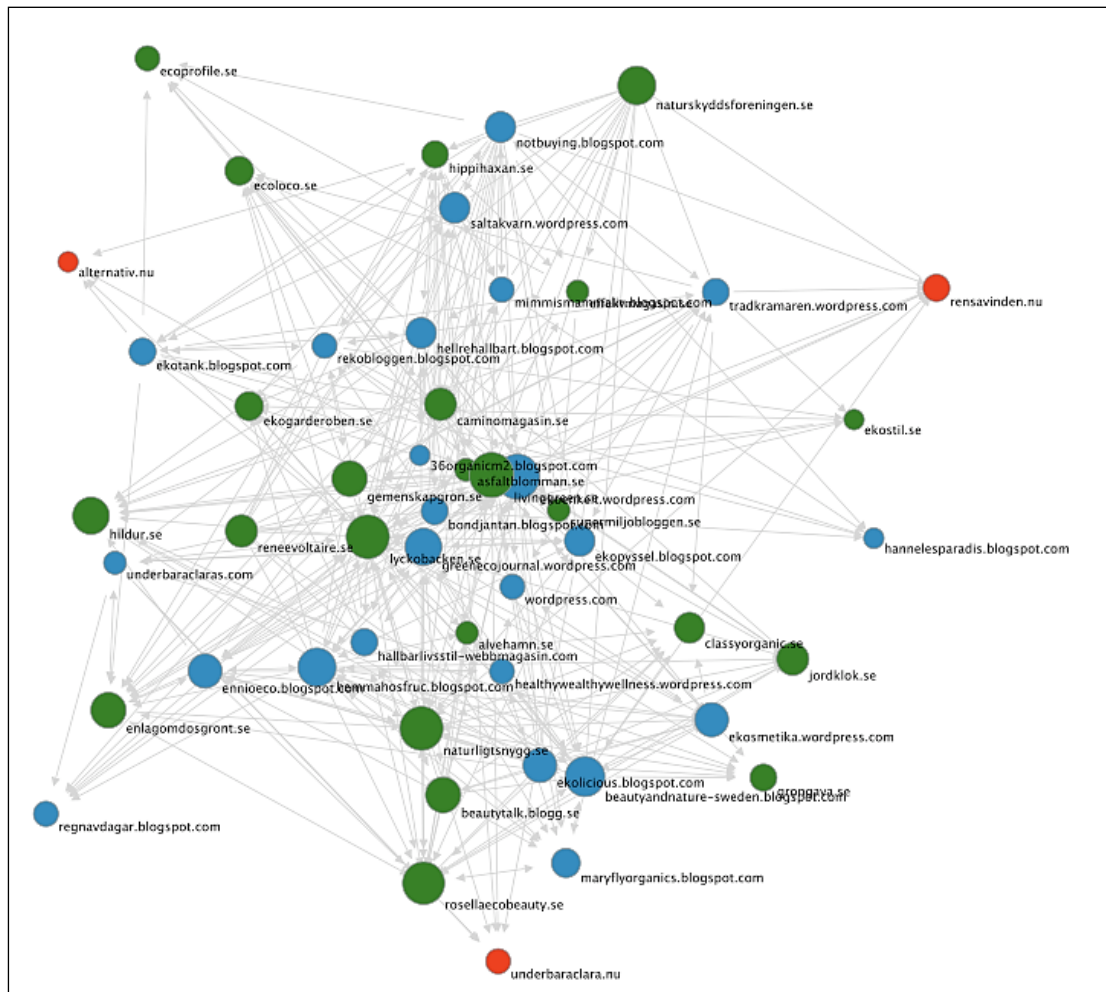 ecoprofile.se
naturskyddsforeningen.se
notbuying.blogspot.com
hippihaxan.se
ecoloco.se
saltakvarn.wordpress.com
alternativ.nu
tradkramaren.wordpress.com
rensavinden.nu
hellrehallbart.blogspot.com
rekobloggen.blogspot.com
ekotank.blogspot.com
ekogarderoben.se
caminomagasin.se
ekostil.se
36organicm2.blogspot.com
asfaltblomman.se
gemenskapgron.se
livingreen.se
supermiljobloggen.se
bondjantan.blogspot.com
hildur.se
reneevoltaire.se
lyckobacken.se
ekopyssel.blogspot.com
hannelesparadis.blogspot.com
greenecojournal.wordpress.com
underbaraclaras.com
wordpress.com
alvehamn.se
classyorganic.se
hallbarlivsstil-webbmagasin.com
jordklok.se
ennioeco.blogspot.com
hemmahosfruc.blogspot.com
healthywealthywellness.wordpress.com
enlagomdosgront.se
ekosmetika.wordpress.com
naturligtsnygg.se
ekolicious.blogspot.com
grongava.se
beautyandnature-sweden.blogspot.com
beautytalk.blogg.se
regnavdagar.blogspot.com
maryflyorganics.blogspot.com
rosellaecobeauty.se
underbaraclara.nu